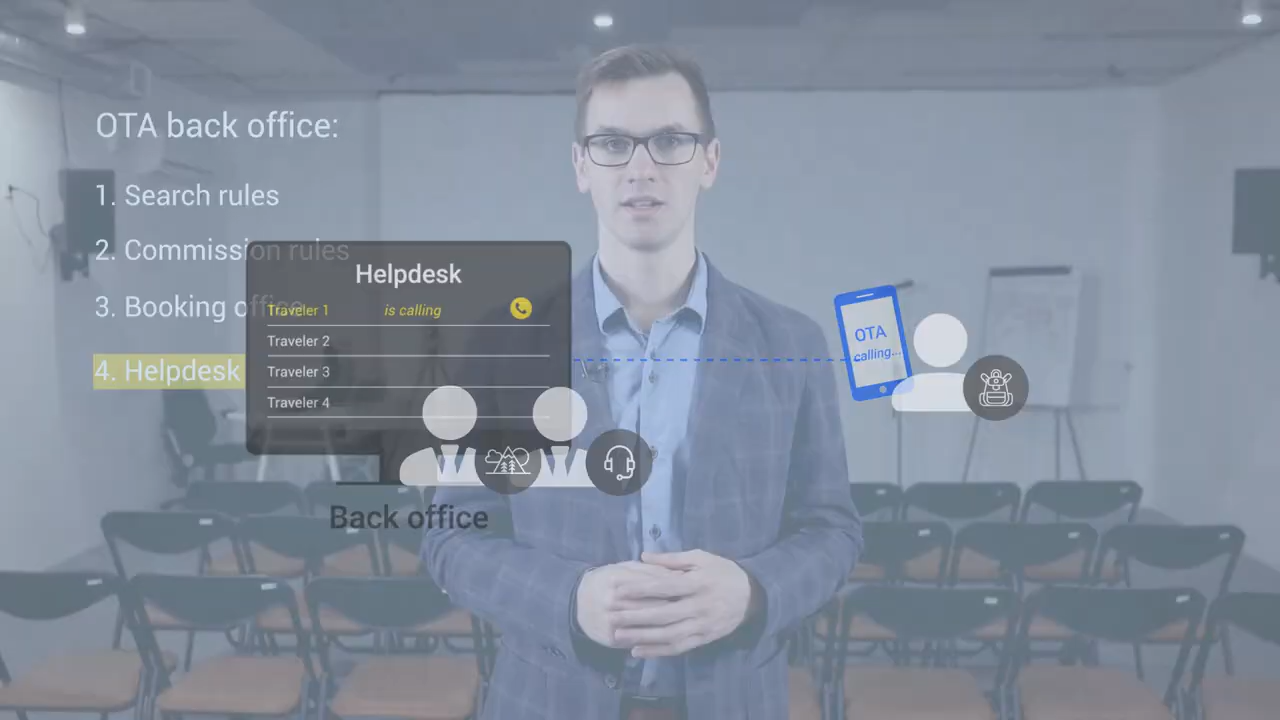 OTA back office:
1. Search rules
2. Commission rules
3. Booking office
4. Helpdesk
Helpdesk
Traveler 1 is calling
Traveler 2
Traveler 3
Traveler 4
Back office
OTA
calling...